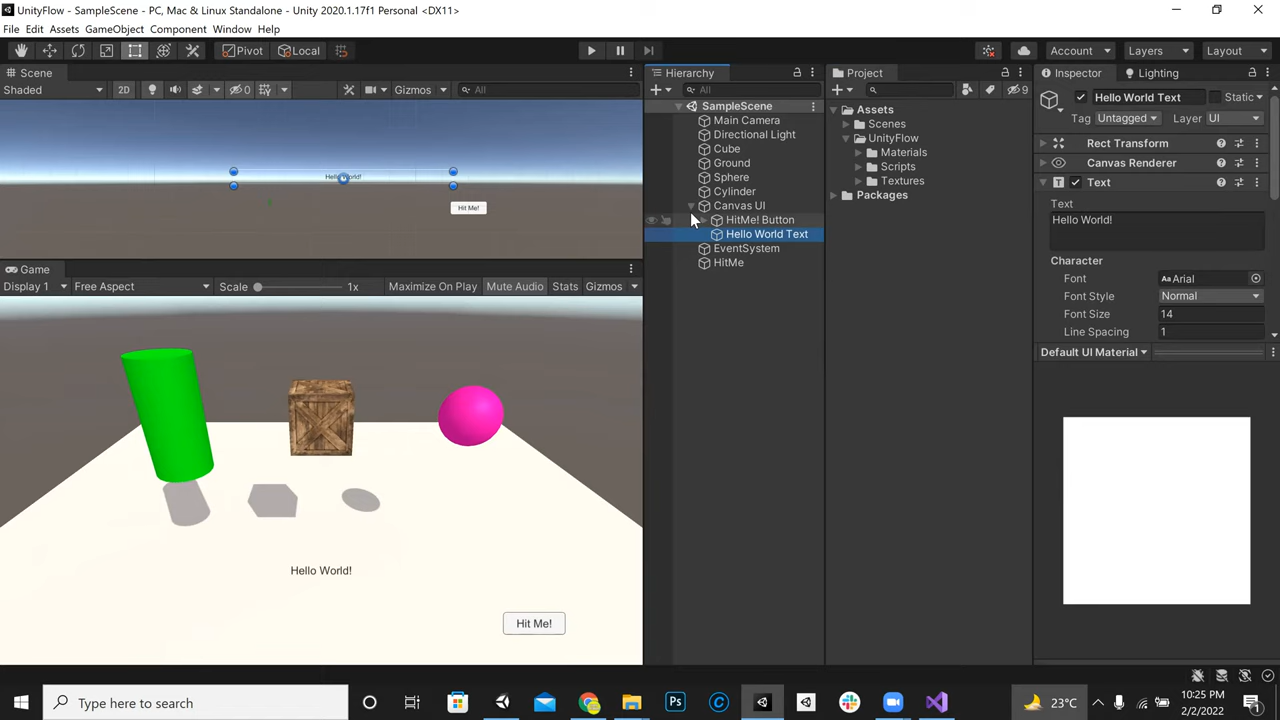 UnityFlow - SampleScene - PC, Mac & Linux Standalone - Unity 2020.1.17f1 Personal <DX11>
File Edit Assets GameObject Component Window Help
Pivot Local Account Layers Layout
Scene
Shaded 2D 0 Gizmos All
Hello World!
Hit Me!
Game
Display 1 Free Aspect Scale 1x Maximize On Play Mute Audio Stats Gizmos
Hello World!
Hit Me!
Hierarchy
All
SampleScene
Main Camera
Directional Light
Cube
Ground
Sphere
Cylinder
Canvas UI
HitMe! Button
Hello World Text
EventSystem
HitMe
Project
9
Assets
Scenes
UnityFlow
Materials
Scripts
Textures
Packages
Inspector Lighting
Hello World Text Static
Tag Untagged Layer UI
Rect Transform
Canvas Renderer
Text
Text
Hello World!
Character
Font Arial
Font Style Normal
Font Size 14
Line Spacing 1
Default UI Material
Type here to search
23°C
10:25 PM
2/2/2022
1